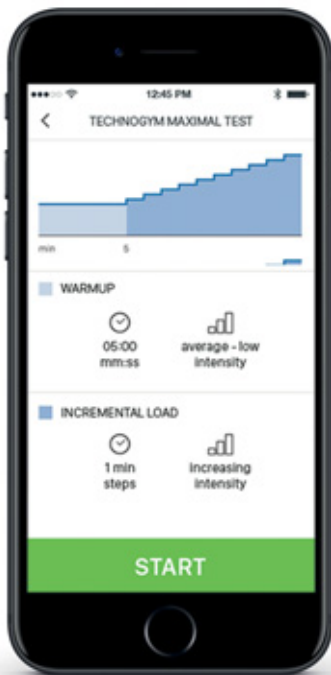 12:45 PM
TECHNOGYM MAXIMAL TEST
min 5
WARMUP
05:00 average - low
mm:ss intensity
INCREMENTAL LOAD
1 min increasing
steps intensity
START